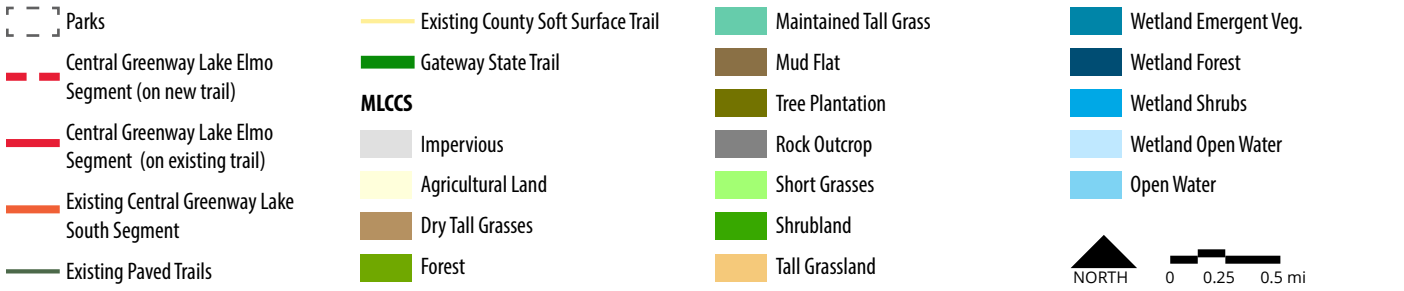 Parks
Central Greenway Lake Elmo
Segment (on new trail)
Central Greenway Lake Elmo
Segment (on existing trail)
Existing Central Greenway Lake
South Segment
Existing Paved Trails
Existing County Soft Surface Trail
Gateway State Trail
MLCCS
Impervious
Agricultural Land
Dry Tall Grasses
Forest
Maintained Tall Grass
Mud Flat
Tree Plantation
Rock Outcrop
Short Grasses
Shrubland
Tall Grassland
Wetland Emergent Veg.
Wetland Forest
Wetland Shrubs
Wetland Open Water
Open Water
NORTH
0 0.25 0.5 mi